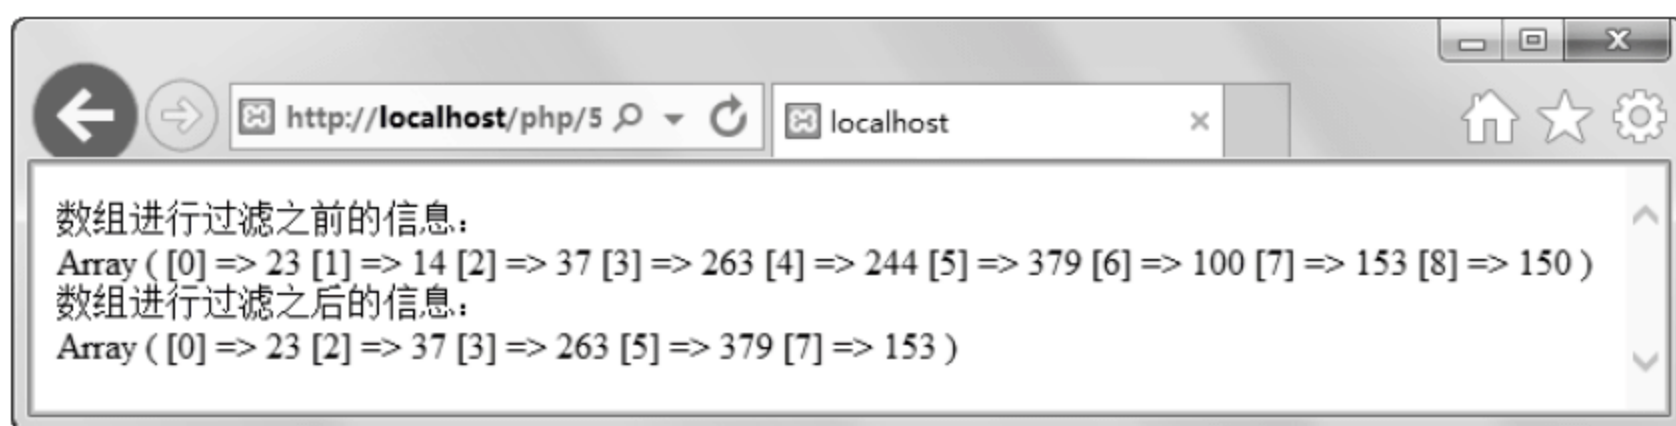 http://localhost/php/5
localhost
数组进行过滤之前的信息：
Array ( [0] => 23 [1] => 14 [2] => 37 [3] => 263 [4] => 244 [5] => 379 [6] => 100 [7] => 153 [8] => 150 )
数组进行过滤之后的信息：
Array ( [0] => 23 [2] => 37 [3] => 263 [5] => 379 [7] => 153 )